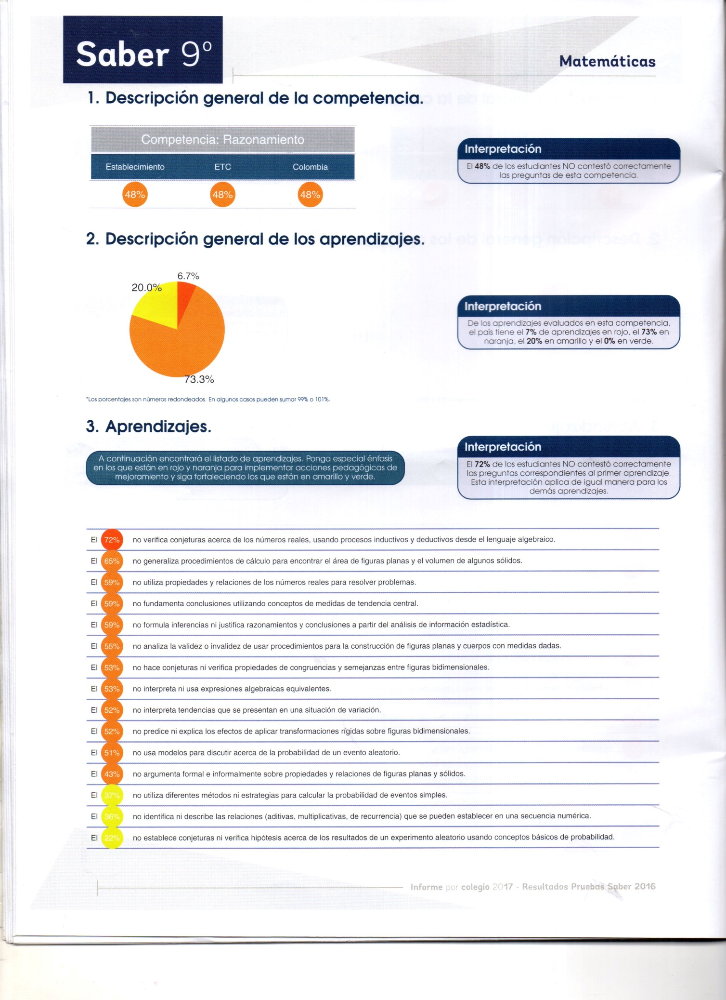 Saber 9º
Matemáticas
1. Descripción general de la competencia.
Competencia: Razonamiento
Establecimiento ETC Colombia
48% 48% 48%
Interpretación
El 48% de los estudiantes NO contestó correctamente
las preguntas de esta competencia.
2. Descripción general de los aprendizajes.
6.7%
20.0%
73.3%
Interpretación
De los aprendizajes evaluados en esta competencia,
el país tiene el 7% de aprendizajes en rojo, el 73% en
naranja, el 20% en amarillo y el 0% en verde.
*Los porcentajes son números redondeados. En algunos casos pueden sumar 99% o 101%.
3. Aprendizajes.
A continuación encontrará el listado de aprendizajes. Ponga especial énfasis
en los que están en rojo y naranja para implementar acciones pedagógicas de
mejoramiento y siga fortaleciendo los que están en amarillo y verde.
Interpretación
El 72% de los estudiantes NO contestó correctamente
las preguntas correspondientes al primer aprendizaje.
Esta interpretación aplica de igual manera para los
demás aprendizajes.
El 72% no verifica conjeturas acerca de los números reales, usando procesos inductivos y deductivos desde el lenguaje algebraico.
El 65% no generaliza procedimientos de cálculo para encontrar el área de figuras planas y el volumen de algunos sólidos.
El 59% no utiliza propiedades y relaciones de los números reales para resolver problemas.
El 59% no fundamenta conclusiones utilizando conceptos de medidas de tendencia central.
El 59% no formula inferencias ni justifica razonamientos y conclusiones a partir del análisis de información estadística.
El 55% no analiza la validez o invalidez de usar procedimientos para la construcción de figuras planas y cuerpos con medidas dadas.
El 53% no hace conjeturas ni verifica propiedades de congruencias y semejanzas entre figuras bidimensionales.
El 53% no interpreta ni usa expresiones algebraicas equivalentes.
El 52% no interpreta tendencias que se presentan en una situación de variación.
El 52% no predice ni explica los efectos de aplicar transformaciones rígidas sobre figuras bidimensionales.
El 51% no usa modelos para discutir acerca de la probabilidad de un evento aleatorio.
El 43% no argumenta formal e informalmente sobre propiedades y relaciones de figuras planas y sólidos.
El 37% no utiliza diferentes métodos ni estrategias para calcular la probabilidad de eventos simples.
El 36% no identifica ni describe las relaciones (aditivas, multiplicativas, de recurrencia) que se pueden establecer en una secuencia numérica.
El 22% no establece conjeturas ni verifica hipótesis acerca de los resultados de un experimento aleatorio usando conceptos básicos de probabilidad.
Informe por colegio 2017 - Resultados Pruebas Saber 2016